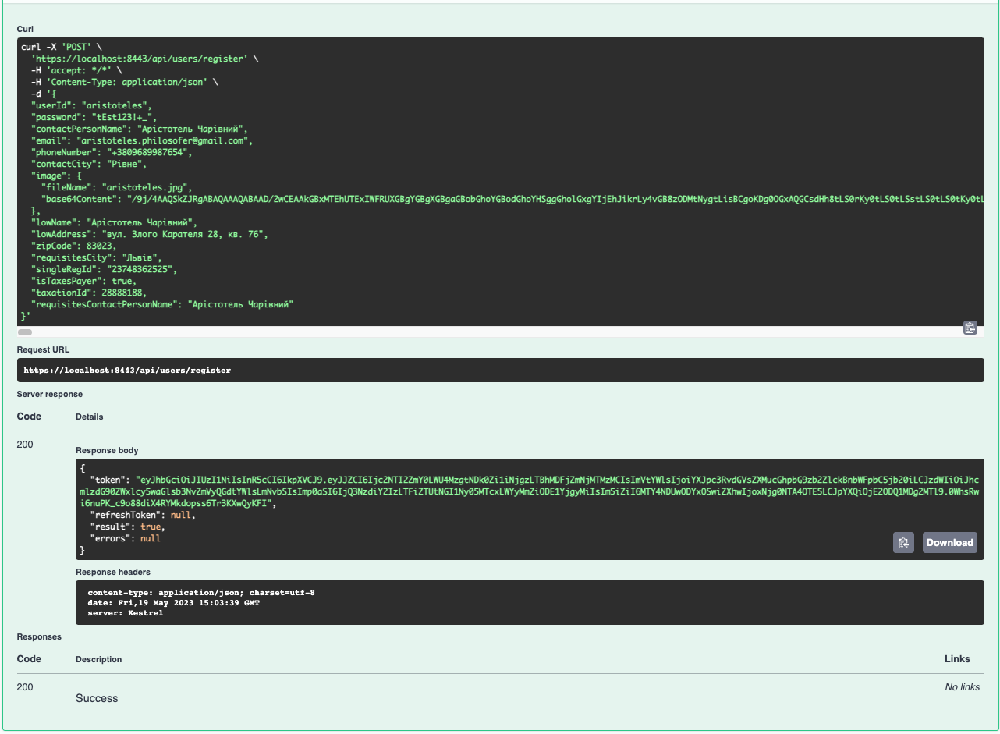 Curl
curl -X 'POST' \
'https://localhost:8443/api/users/register' \
-H 'accept: */*' \
-H 'Content-Type: application/json' \
-d '{
"userId": "aristoteles",
"password": "tEst123!+_",
"contactPersonName": "Арістотель Чарівний",
"email": "aristoteles.philosofer@gmail.com",
"phoneNumber": "+3809689987654",
"contactCity": "Рівне",
"image": {
"fileName": "aristoteles.jpg",
"base64Content": "/9j/4AAQSkZJRgABAQAAAQABAAD/2wCEAAkGBxMTEhUTExIWFRUXGBgYGBgXGBgaGBobGhoYGBodGhoYHSggGholGxgYIjEhJikrLy4vGB8zODMtNygtLisBCgoKDg0OGxAQGCsdHh8tLS0rKy0tLS0tLSstLS0tLS0tKy0tL
},
"lowName": "Арістотель Чарівний",
"lowAddress": "вул. Злого Карателя 28, кв. 76",
"zipCode": 83023,
"requisitesCity": "Львів",
"singleRegId": "23748362525",
"isTaxesPayer": true,
"taxationId": 28888188,
"requisitesContactPersonName": "Арістотель Чарівний"
}'
Request URL
https://localhost:8443/api/users/register
Server response
Code Details
200
Response body
{
"token": "eyJhbGciOiJIUzI1NiIsInR5cCI6IkpXVCJ9.eyJJZCI6Ijc2NTI2ZmY0LWU4MzgtNDk0Zi1iNjgzLTBhMDFjZmNjMTMzMCIsImVtYWlsIjoiYXJpc3RvdGVsZXMucGhpbG9zb2ZlckBnbWFpbC5jb20iLCJzdWIiOiJhc
mlzdG90ZWxlcy5waGlsb3NvZmVyQGdtYWlsLmNvbSIsImp0aSI6IjQ3NzdiY2IzLTFiZTUtNGI1Ny05MTcxLWYyMmZiODE1YjgyMiIsIm5iZiI6MTY4NDUwODYxOSwiZXhwIjoxNjg0NTA4OTE5LCJpYXQiOjE2ODQ1MDg2MTl9.0WhsRw
i6nuPK_c9o88diX4RYMkdopss6Tr3KXwQyKFI",
"refreshToken": null,
"result": true,
"errors": null
}
Download
Response headers
content-type: application/json; charset=utf-8
date: Fri,19 May 2023 15:03:39 GMT
server: Kestrel
Responses
Code Description Links
200 Success No links